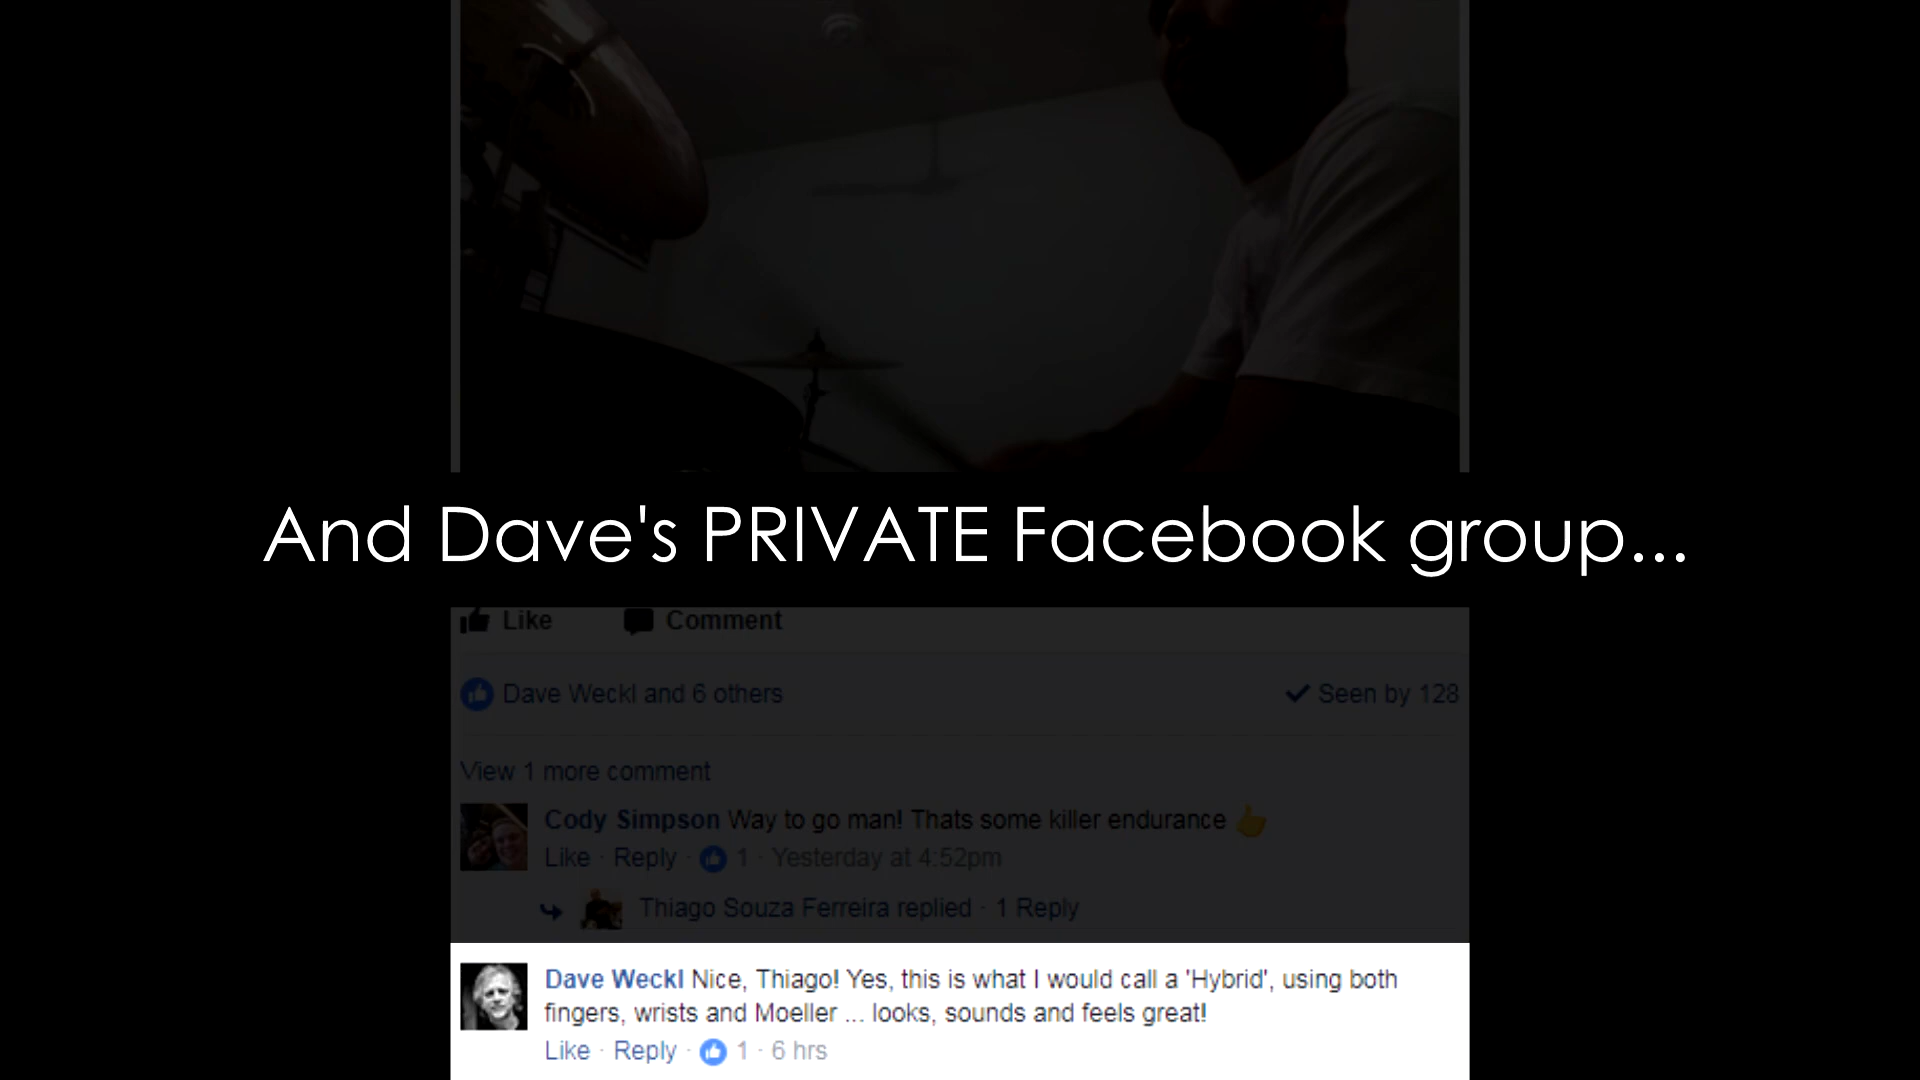 And Dave's PRIVATE Facebook group...
Like Comment
Dave Weckl and 6 others Seen by 128
View 1 more comment
Cody Simpson Way to go man! Thats some killer endurance
Like · Reply · 1 · Yesterday at 4:52pm
Thiago Souza Ferreira replied · 1 Reply
Dave Weckl Nice, Thiago! Yes, this is what I would call a 'Hybrid', using both
fingers, wrists and Moeller ... looks, sounds and feels great!
Like · Reply · 1 · 6 hrs